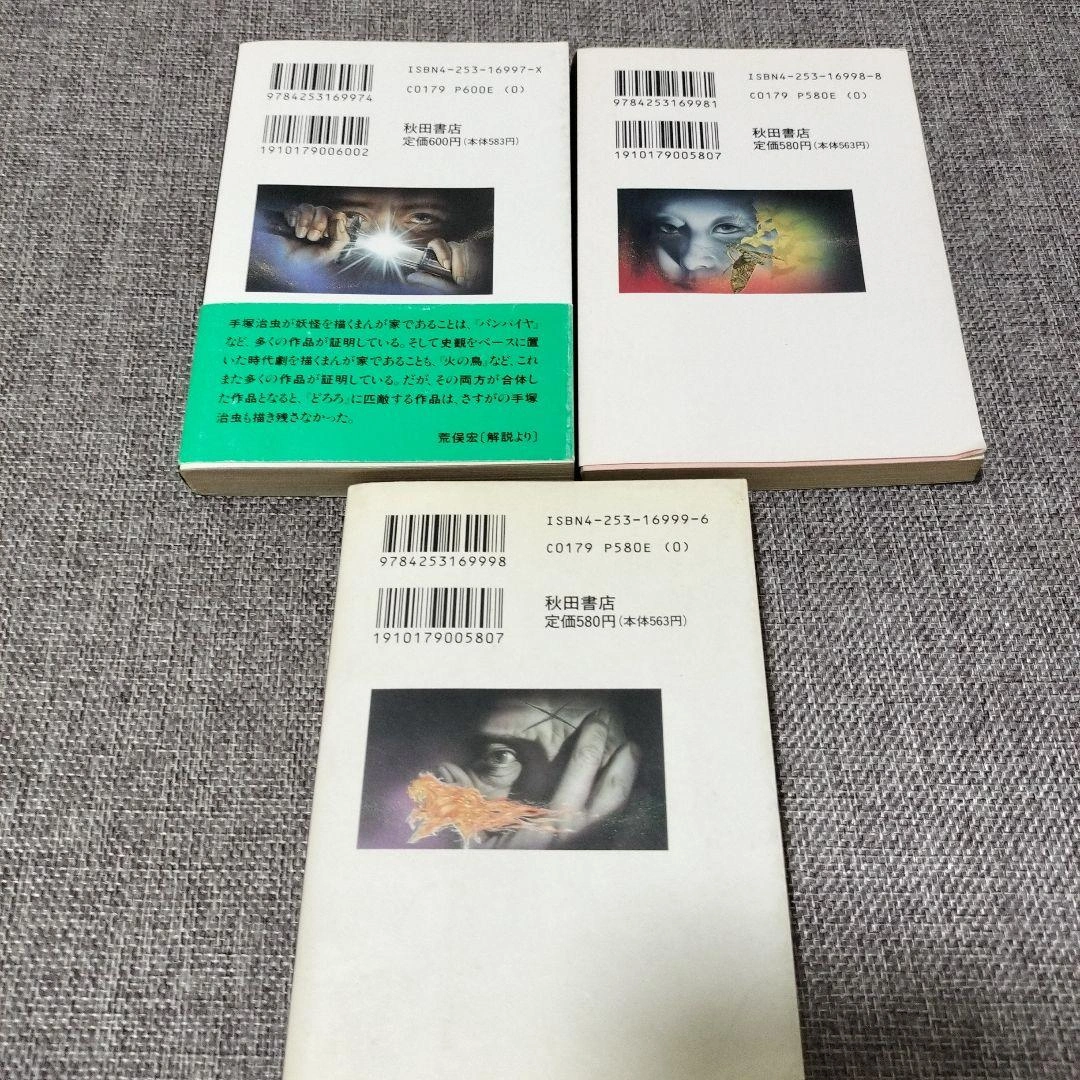 9784253169974
ISBN4-253-16997-X
C0179 P600E (0)
1910179006002
秋田書店
定価600円(本体583円)
手塚治虫が妖怪を描くまんが家であることは、『バンパイヤ』
など、多くの作品が証明している。そして史観をベースに置
いた時代劇を描くまんが家であることも、『火の鳥』など、これ
また多くの作品が証明している。だが、その両方が合体し
た作品となると、『どろろ』に匹敵する作品は、さすがの手塚
治虫も描き残さなかった。
荒俣宏〔解説より〕
9784253169981
ISBN4-253-16998-8
C0179 P580E (0)
1910179005807
秋田書店
定価580円(本体563円)
9784253169998
ISBN4-253-16999-6
C0179 P580E (0)
1910179005807
秋田書店
定価580円(本体563円)